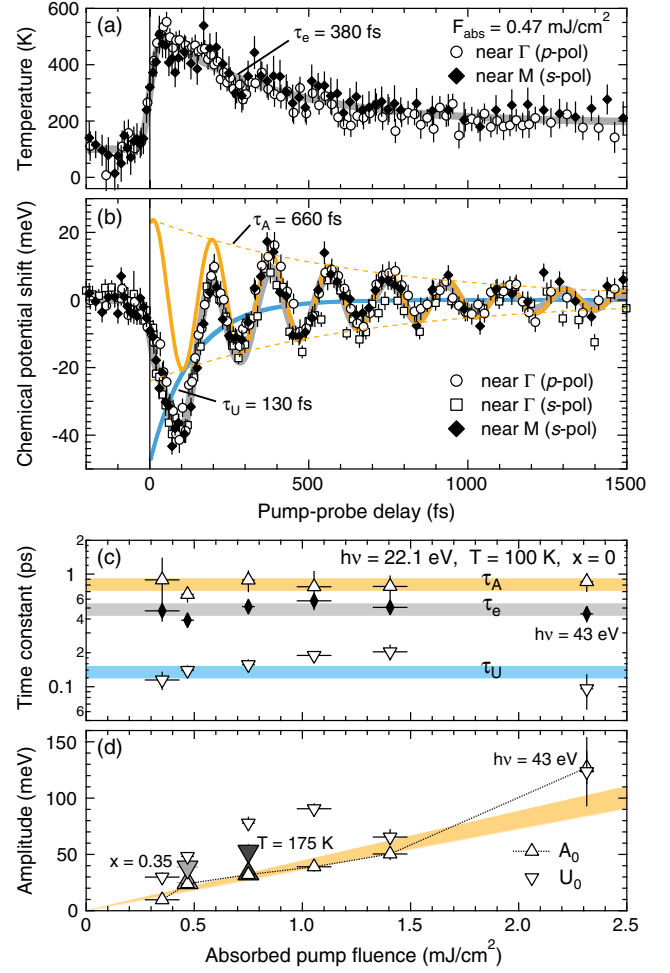 (a)
τe = 380 fs
Fabs = 0.47 mJ/cm²
near Γ (p-pol)
near M (s-pol)
Temperature (K)
600
400
200
0
(b)
τA = 660 fs
τU = 130 fs
near Γ (p-pol)
near Γ (s-pol)
near M (s-pol)
Chemical potential shift (meV)
20
0
-20
-40
0
500
1000
1500
Pump-probe delay (fs)
(c)
hν = 22.1 eV, T = 100 K, x = 0
τA
τe
hν = 43 eV
τU
Time constant (ps)
2
1
6
4
2
0.1
6
(d)
hν = 43 eV
T = 175 K
x = 0.35
A0
U0
Amplitude (meV)
150
100
50
0
0.0
0.5
1.0
1.5
2.0
2.5
Absorbed pump fluence (mJ/cm²)